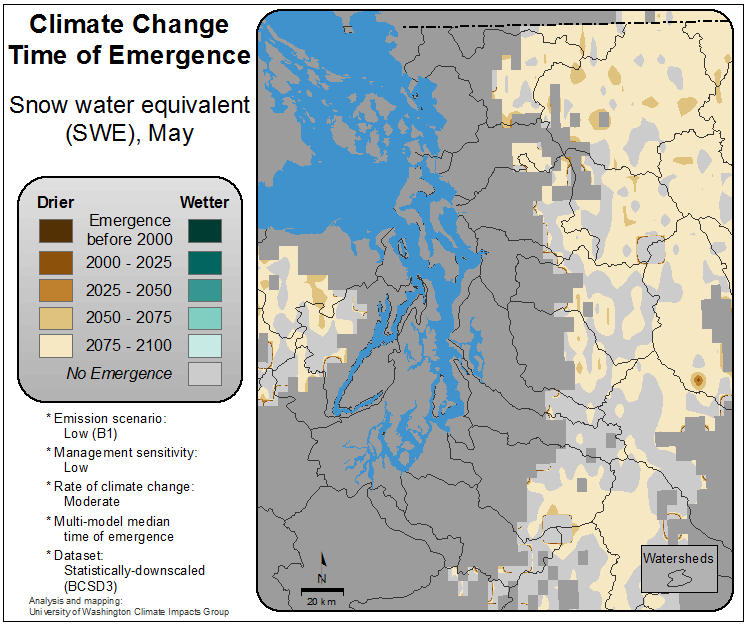 Climate Change
Time of Emergence
Snow water equivalent
(SWE), May
Drier
Wetter
Emergence
before 2000
2000 - 2025
2025 - 2050
2050 - 2075
2075 - 2100
No Emergence
* Emission scenario:
Low (B1)
* Management sensitivity:
Low
* Rate of climate change:
Moderate
* Multi-model median
time of emergence
* Dataset:
Statistically-downscaled
(BCSD3)
Analysis and mapping:
University of Washington Climate Impacts Group
N
20 km
Watersheds